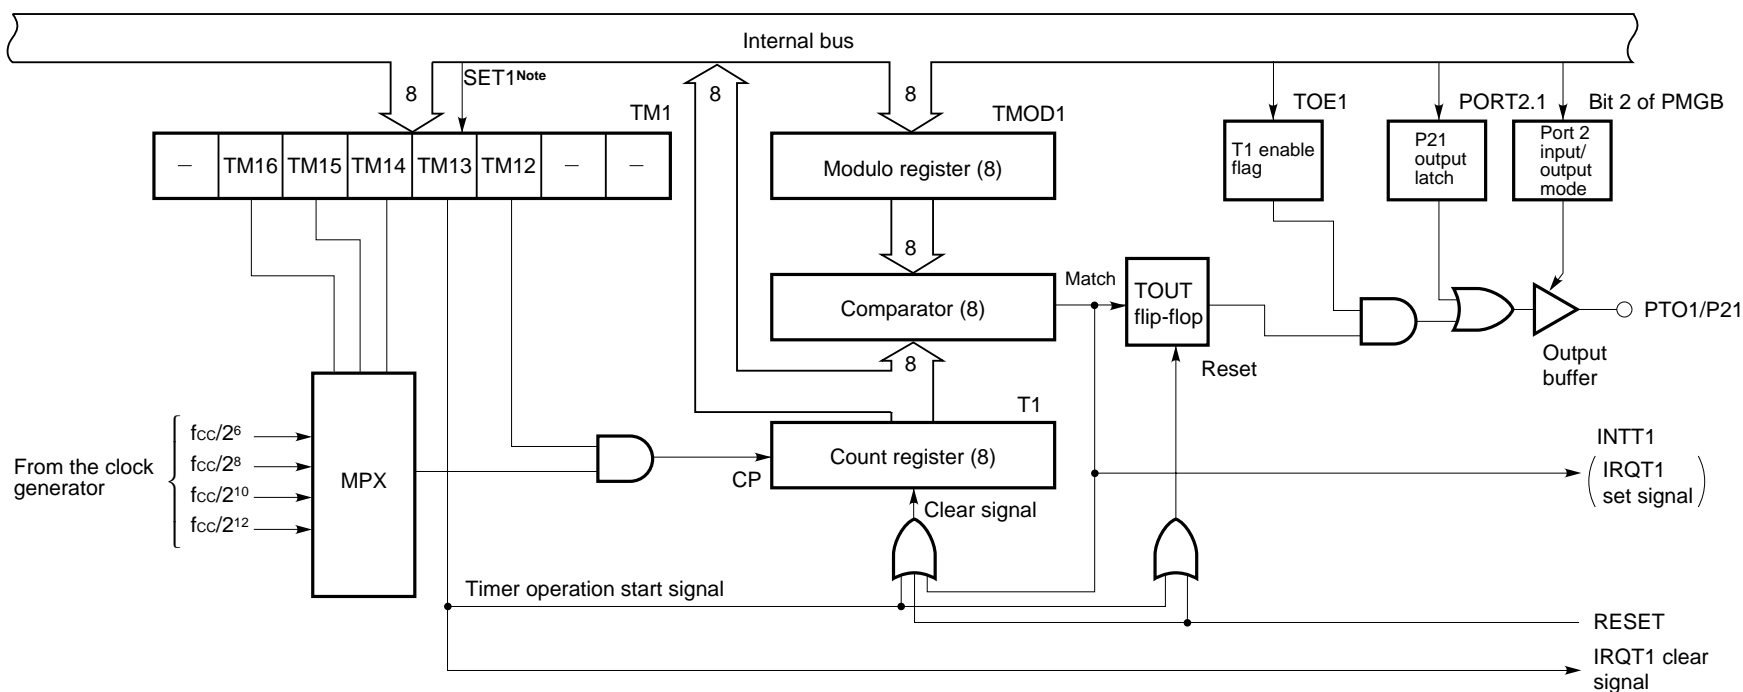 Internal bus
8
SET1Note
8
8
TM1
TMOD1
TOE1
PORT2.1
Bit 2 of PMGB
–
TM16
TM15
TM14
TM13
TM12
–
–
Modulo register (8)
T1 enable
flag
P21
output
latch
Port 2
input/
output
mode
8
Comparator (8)
Match
TOUT
flip-flop
PTO1/P21
8
Reset
Output
buffer
T1
From the clock
generator
fCC/2⁶
fCC/2⁸
fCC/2¹⁰
fCC/2¹²
MPX
CP
Count register (8)
Clear signal
INTT1
(IRQT1
set signal)
Timer operation start signal
RESET
IRQT1 clear
signal